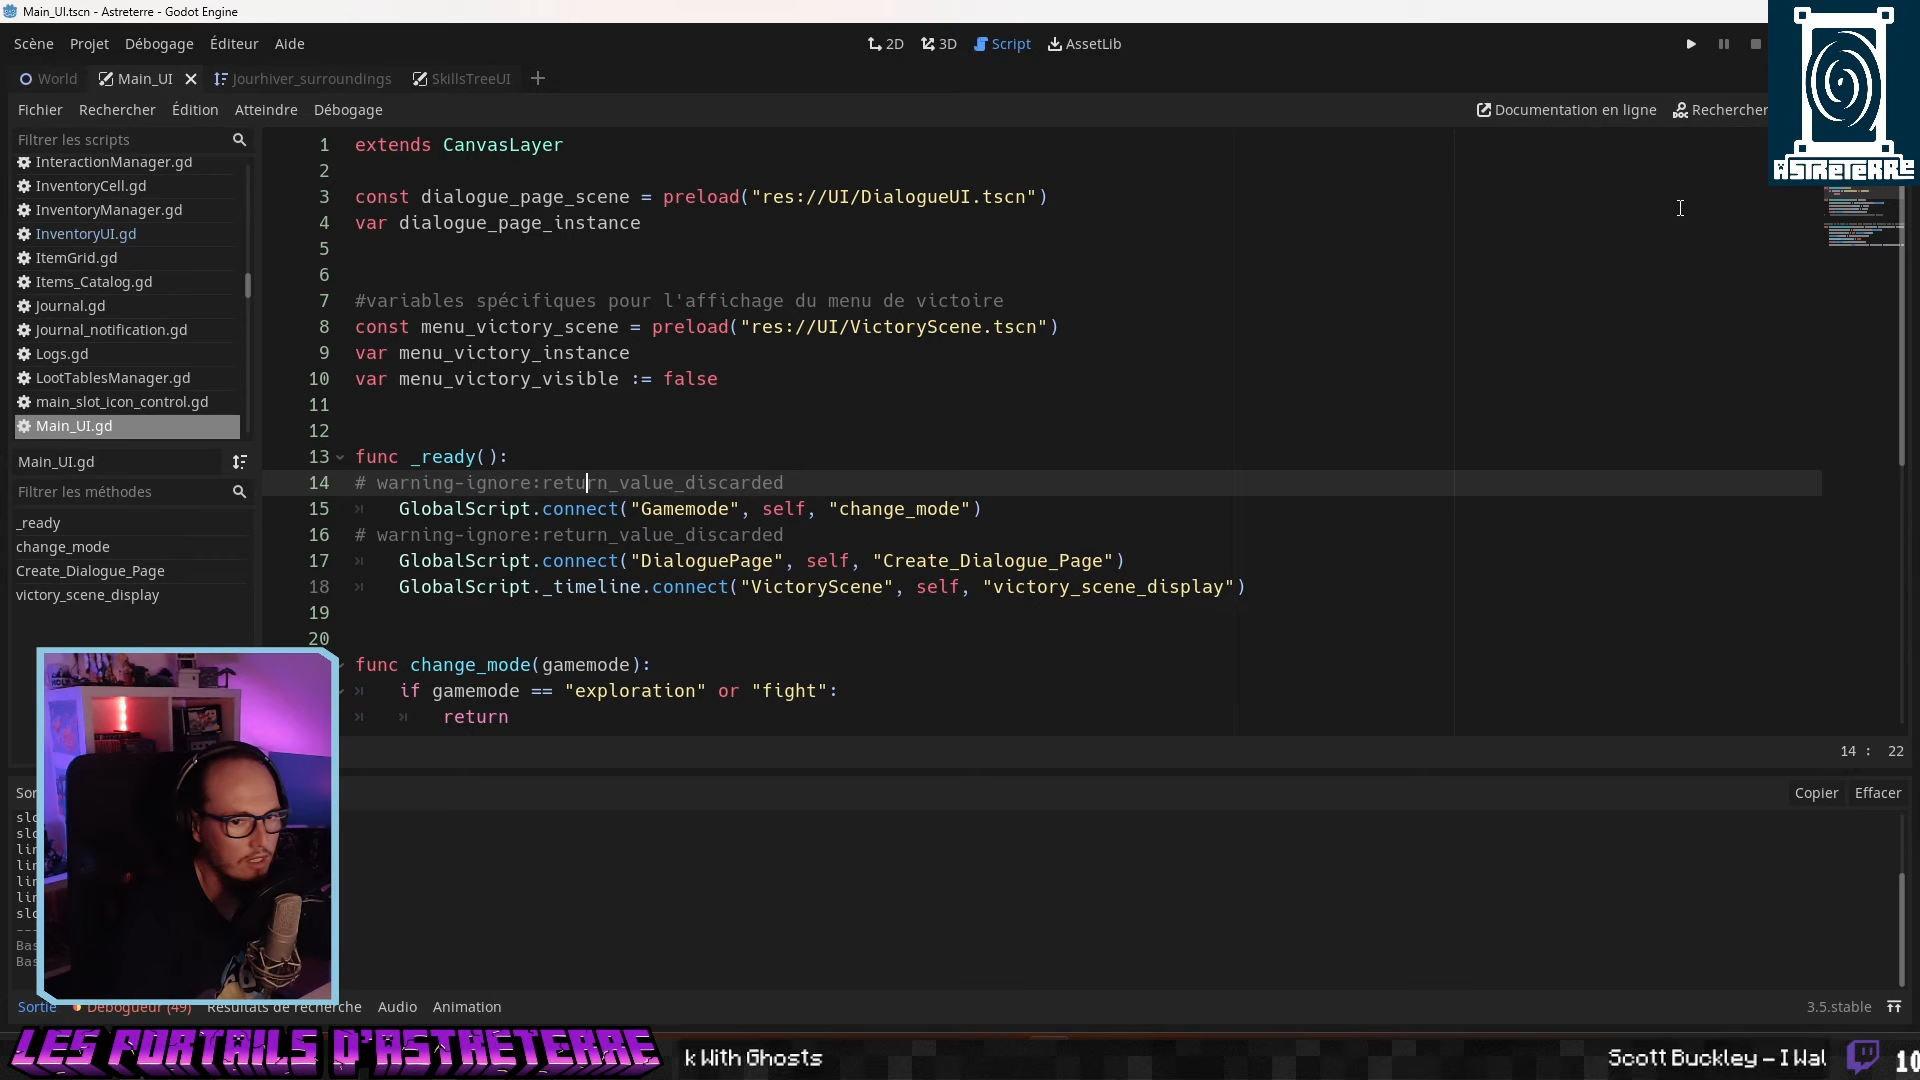 Main_UI.tscn - Astreterre - Godot Engine
Scène Projet Débogage Éditeur Aide
2D 3D Script AssetLib
World Main_UI Jourhiver_surroundings SkillsTreeUI
Fichier Rechercher Édition Atteindre Débogage
Documentation en ligne Rechercher
ASTRETERRE
Filtrer les scripts
InteractionManager.gd
InventoryCell.gd
InventoryManager.gd
InventoryUI.gd
ItemGrid.gd
Items_Catalog.gd
Journal.gd
Journal_notification.gd
Logs.gd
LootTablesManager.gd
main_slot_icon_control.gd
Main_UI.gd
Main_UI.gd
Filtrer les méthodes
_ready
change_mode
Create_Dialogue_Page
victory_scene_display
1 extends CanvasLayer
2
3 const dialogue_page_scene = preload("res://UI/DialogueUI.tscn")
4 var dialogue_page_instance
5
6
7 #variables spécifiques pour l'affichage du menu de victoire
8 const menu_victory_scene = preload("res://UI/VictoryScene.tscn")
9 var menu_victory_instance
10 var menu_victory_visible := false
11
12
13 func _ready():
14 # warning-ignore:return_value_discarded
15 GlobalScript.connect("Gamemode", self, "change_mode")
16 # warning-ignore:return_value_discarded
17 GlobalScript.connect("DialoguePage", self, "Create_Dialogue_Page")
18 GlobalScript._timeline.connect("VictoryScene", self, "victory_scene_display")
19
20
func change_mode(gamemode):
if gamemode == "exploration" or "fight":
return
14 : 22
Copier Effacer
Sortie Débogueur (49) Résultats de recherche Audio Animation
3.5.stable
LES PORTAILS D'ASTRETERRE
k With Ghosts
Scott Buckley – I Wal
10